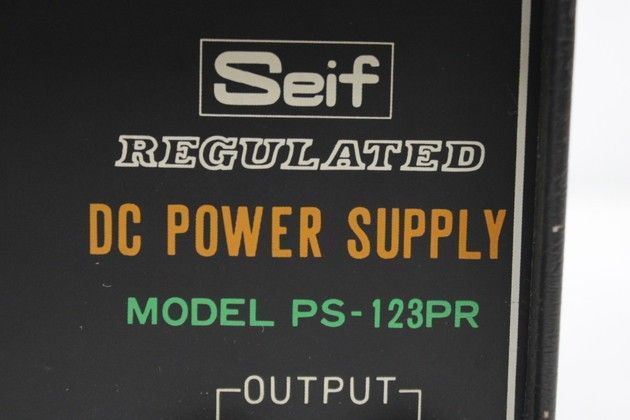 Seif
REGULATED
DC POWER SUPPLY
MODEL PS-123PR
OUTPUT